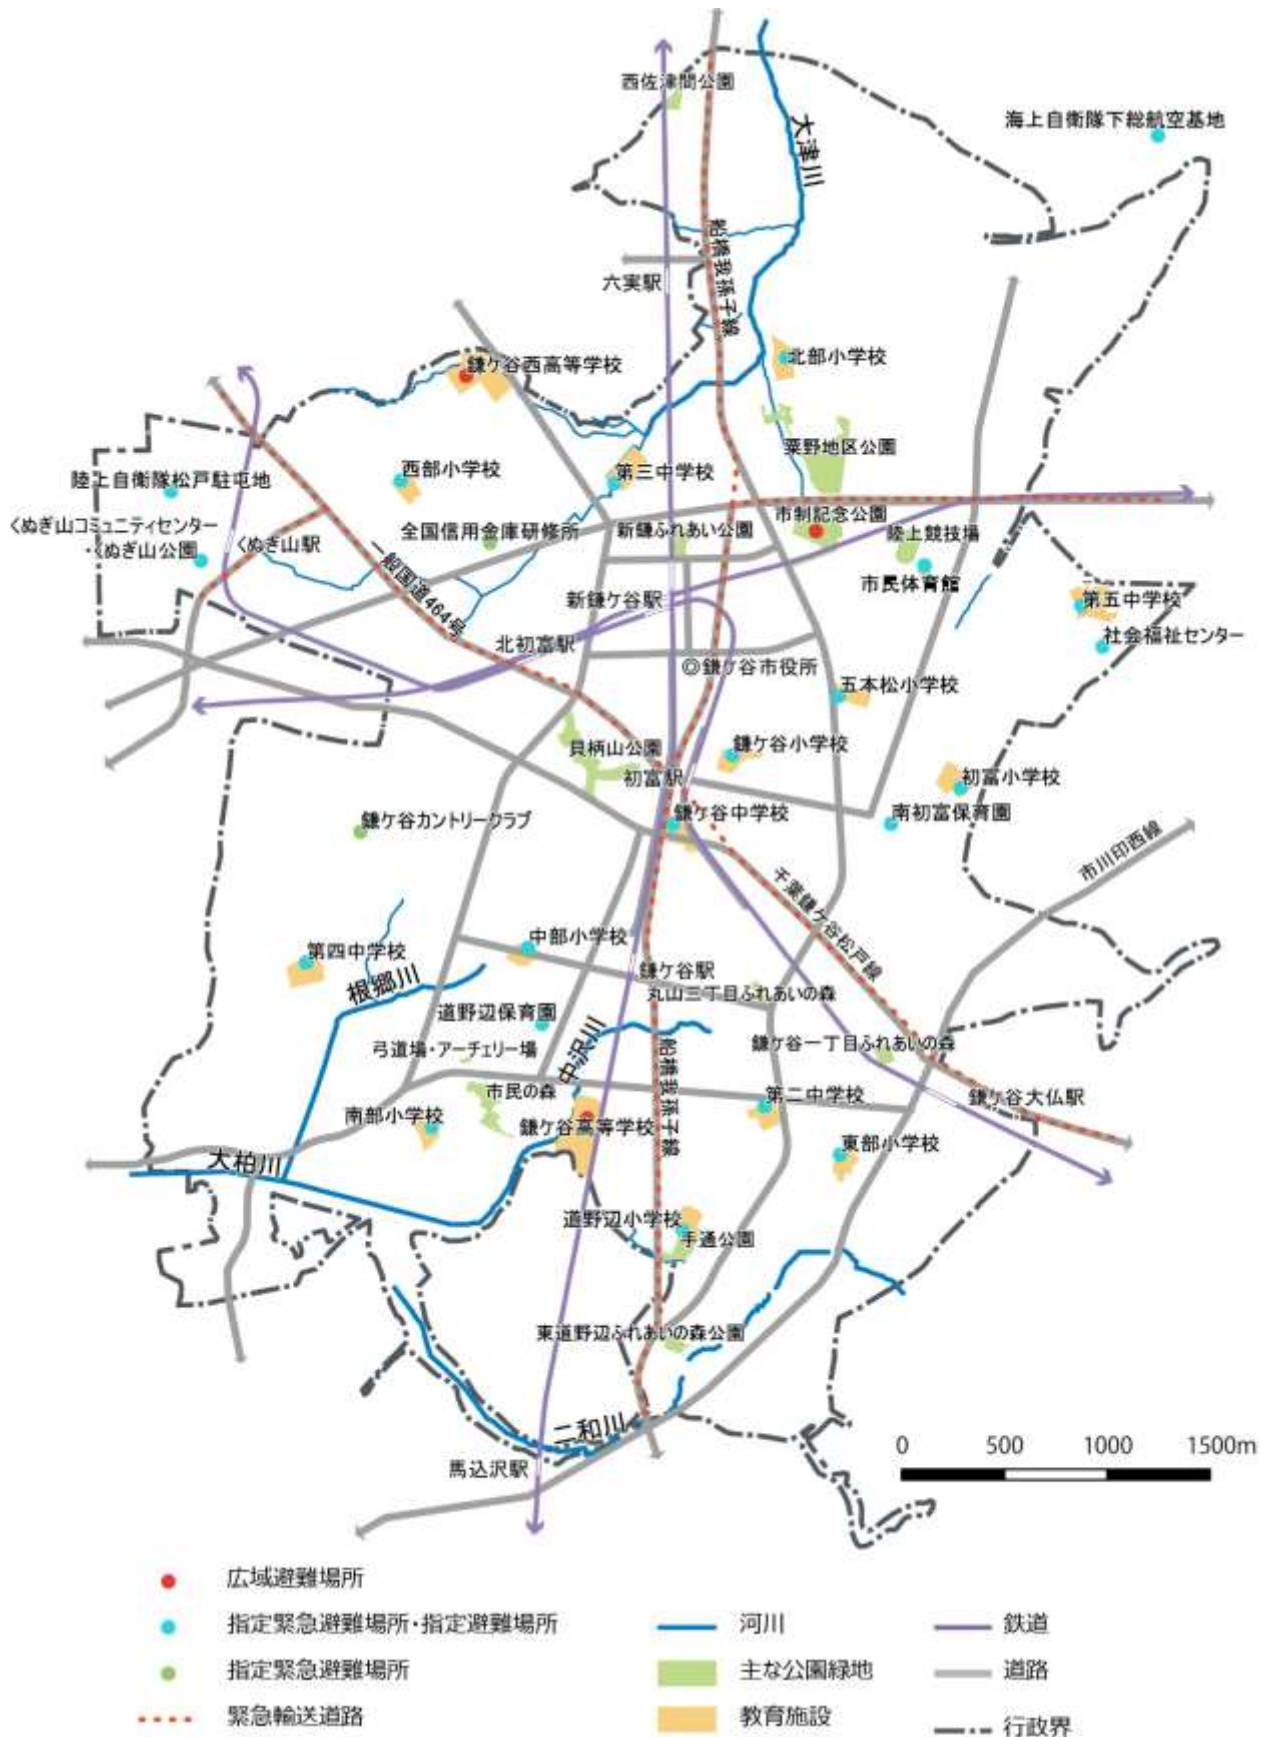 西佐津間公園
海上自衛隊下総航空基地
大津川
船橋我孫子線
六実駅
北部小学校
鎌ケ谷西高等学校
粟野地区公園
西部小学校
第三中学校
陸上自衛隊松戸駐屯地
くぬぎ山コミュニティセンター
・くぬぎ山公園
くぬぎ山駅
全国信用金庫研修所
新鎌ふれあい公園
市制記念公園
陸上競技場
市民体育館
一般国道464号
新鎌ケ谷駅
第五中学校
社会福祉センター
北初富駅
◎鎌ケ谷市役所
五本松小学校
貝柄山公園
鎌ケ谷小学校
初富駅
初富小学校
鎌ケ谷カントリークラブ
鎌ケ谷中学校
南初富保育園
市川印西線
千葉鎌ケ谷松戸線
第四中学校
中部小学校
根郷川
鎌ケ谷駅
丸山三丁目ふれあいの森
道野辺保育園
中沢川
弓道場・アーチェリー場
船橋我孫子線
鎌ケ谷一丁目ふれあいの森
市民の森
第二中学校
鎌ケ谷大仏駅
南部小学校
鎌ケ谷高等学校
東部小学校
大柏川
道野辺小学校
手通公園
東道野辺ふれあいの森公園
二和川
馬込沢駅
0 500 1000 1500m
広域避難場所
指定緊急避難場所・指定避難場所
河川
鉄道
指定緊急避難場所
主な公園緑地
道路
緊急輸送道路
教育施設
行政界